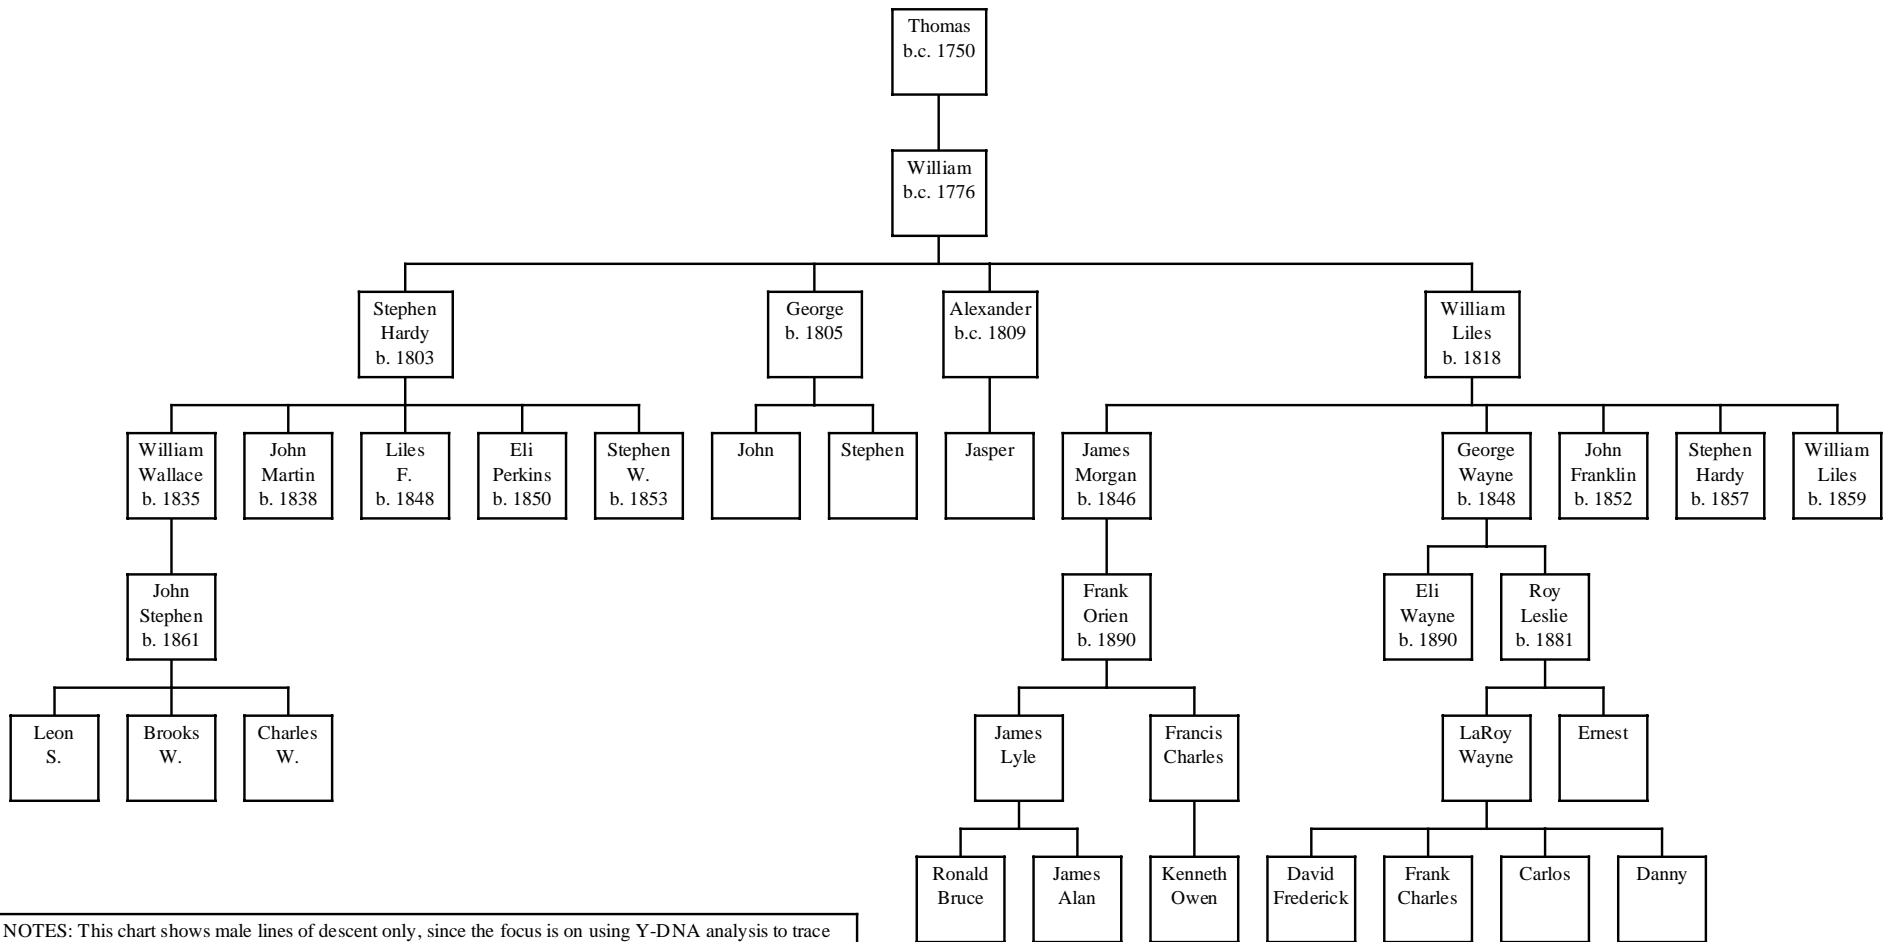 Thomas
b.c. 1750
William
b.c. 1776
Stephen
Hardy
b. 1803
George
b. 1805
Alexander
b.c. 1809
William
Liles
b. 1818
William
Wallace
b. 1835
John
Martin
b. 1838
Liles
F.
b. 1848
Eli
Perkins
b. 1850
Stephen
W.
b. 1853
John
Stephen
Jasper
James
Morgan
b. 1846
George
Wayne
b. 1848
John
Franklin
b. 1852
Stephen
Hardy
b. 1857
William
Liles
b. 1859
John
Stephen
b. 1861
Frank
Orien
b. 1890
Eli
Wayne
b. 1890
Roy
Leslie
b. 1881
Leon
S.
Brooks
W.
Charles
W.
James
Lyle
Francis
Charles
LaRoy
Wayne
Ernest
Ronald
Bruce
James
Alan
Kenneth
Owen
David
Frederick
Frank
Charles
Carlos
Danny
NOTES: This chart shows male lines of descent only, since the focus is on using Y-DNA analysis to trace